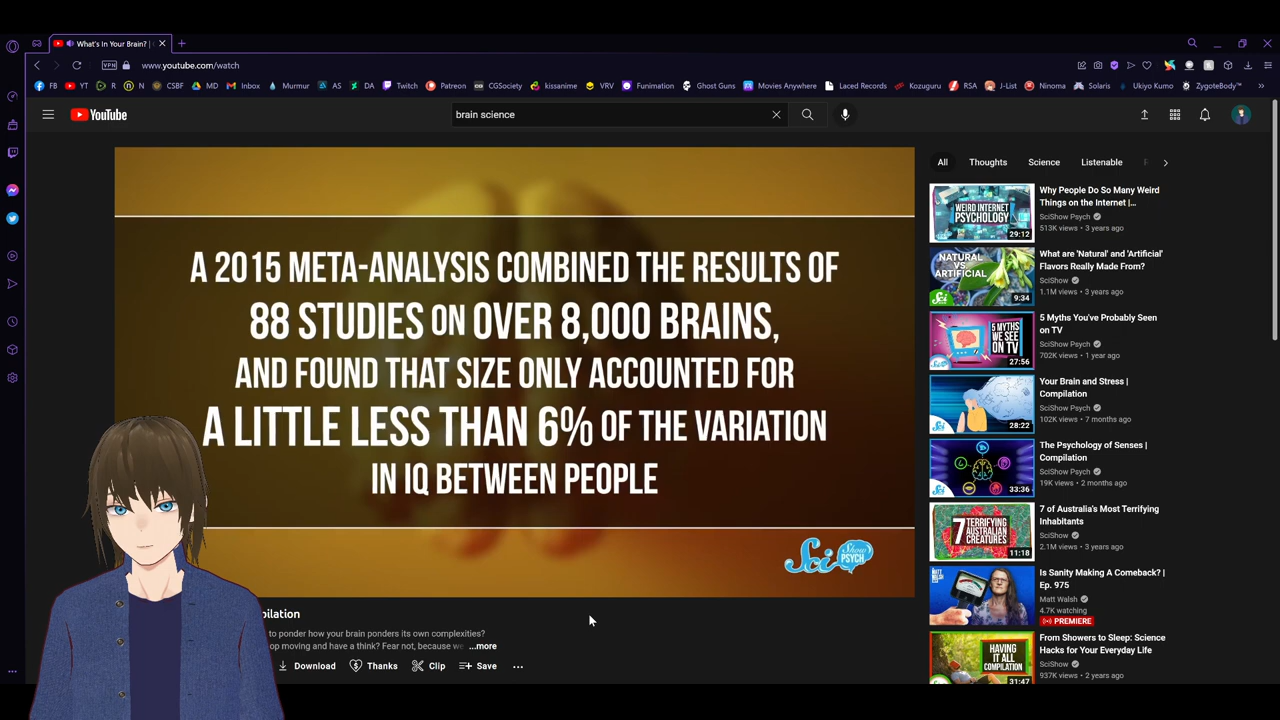 What's In Your Brain? |
www.youtube.com/watch
VPN
FB
YT
R
N
CSBF
MD
Inbox
Murmur
AS
DA
Twitch
Patreon
CGSociety
kissanime
VRV
Funimation
Ghost Guns
Movies Anywhere
Laced Records
Kozuguru
RSA
J-List
Ninoma
Solaris
Ukiyo Kumo
ZygoteBody™
YouTube
brain science
A 2015 META-ANALYSIS COMBINED THE RESULTS OF
88 STUDIES ON OVER 8,000 BRAINS,
AND FOUND THAT SIZE ONLY ACCOUNTED FOR
A LITTLE LESS THAN 6% OF THE VARIATION
IN IQ BETWEEN PEOPLE
SciShow PSYCH
pilation
to ponder how your brain ponders its own complexities?
op moving and have a think? Fear not, because we ...more
Download
Thanks
Clip
Save
All
Thoughts
Science
Listenable
WEIRD INTERNET
PSYCHOLOGY
29:12
Why People Do So Many Weird
Things on the Internet |...
SciShow Psych
513K views • 3 years ago
NATURAL
VS.
ARTIFICIAL
9:34
What are 'Natural' and 'Artificial'
Flavors Really Made From?
SciShow
1.1M views • 3 years ago
5 MYTHS
WE SEE
ON TV
27:56
5 Myths You've Probably Seen
on TV
SciShow Psych
702K views • 1 year ago
28:22
Your Brain and Stress |
Compilation
SciShow Psych
102K views • 7 months ago
33:36
The Psychology of Senses |
Compilation
SciShow Psych
19K views • 2 months ago
7 TERRIFYING
AUSTRALIAN
CREATURES
11:18
7 of Australia's Most Terrifying
Inhabitants
SciShow
2.1M views • 3 years ago
Is Sanity Making A Comeback? |
Ep. 975
Matt Walsh
4.7K watching
PREMIERE
HAVING
IT ALL
COMPILATION
31:47
From Showers to Sleep: Science
Hacks for Your Everyday Life
SciShow
937K views • 2 years ago